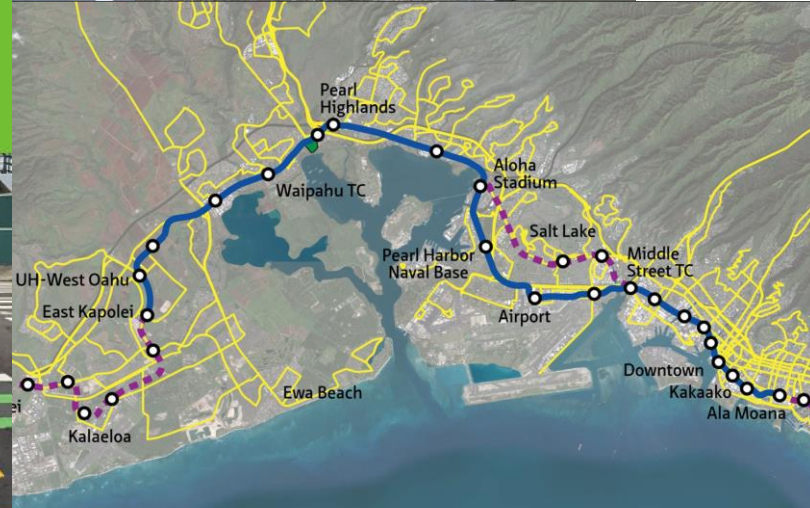 Pearl
Highlands
Waipahu TC
Aloha
Stadium
Salt Lake
UH-West Oahu
Pearl Harbor
Naval Base
Middle
Street TC
East Kapolei
Airport
Downtown
Ewa Beach
Kakaako
ei
Ala Moana
Kalaeloa